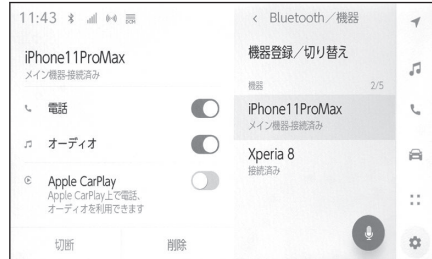 11:43
iPhone11ProMax
メイン機器-接続済み
電話
オーディオ
Apple CarPlay
Apple CarPlay上で電話、
オーディオを利用できます
切断 削除
< Bluetooth／機器
機器登録／切り替え
機器 2/5
iPhone11ProMax
メイン機器-接続済み
Xperia 8
接続済み